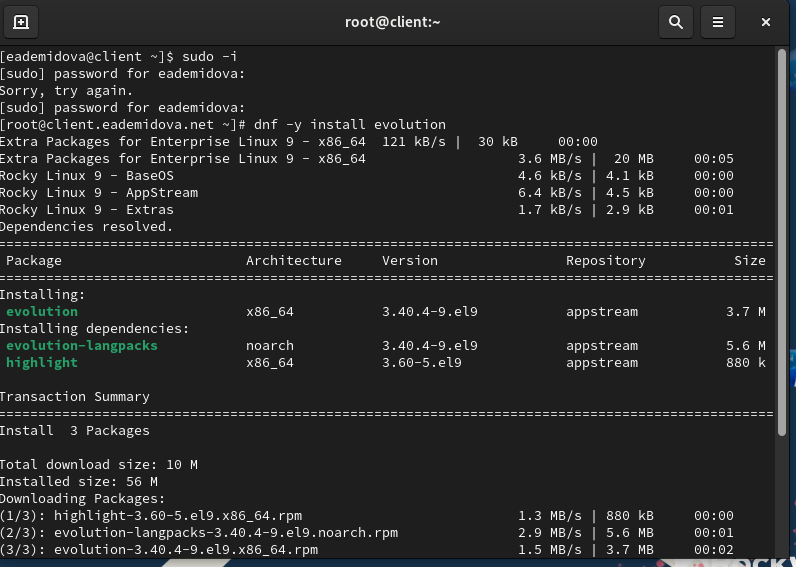 root@client:~
[eademidova@client ~]$ sudo -i
[sudo] password for eademidova:
Sorry, try again.
[sudo] password for eademidova:
[root@client.eademidova.net ~]# dnf -y install evolution
Extra Packages for Enterprise Linux 9 - x86_64  121 kB/s |  30 kB     00:00
Extra Packages for Enterprise Linux 9 - x86_64                   3.6 MB/s |  20 MB     00:05
Rocky Linux 9 - BaseOS                                           4.6 kB/s | 4.1 kB     00:00
Rocky Linux 9 - AppStream                                        6.4 kB/s | 4.5 kB     00:00
Rocky Linux 9 - Extras                                           1.7 kB/s | 2.9 kB     00:01
Dependencies resolved.
=================================================================================================
Package                       Architecture     Version                Repository           Size
=================================================================================================
Installing:
evolution                     x86_64           3.40.4-9.el9           appstream           3.7 M
Installing dependencies:
evolution-langpacks           noarch           3.40.4-9.el9           appstream           5.6 M
highlight                     x86_64           3.60-5.el9             appstream           880 k
Transaction Summary
=================================================================================================
Install  3 Packages
Total download size: 10 M
Installed size: 56 M
Downloading Packages:
(1/3): highlight-3.60-5.el9.x86_64.rpm                           1.3 MB/s | 880 kB     00:00
(2/3): evolution-langpacks-3.40.4-9.el9.noarch.rpm               2.9 MB/s | 5.6 MB     00:01
(3/3): evolution-3.40.4-9.el9.x86_64.rpm                         1.5 MB/s | 3.7 MB     00:02